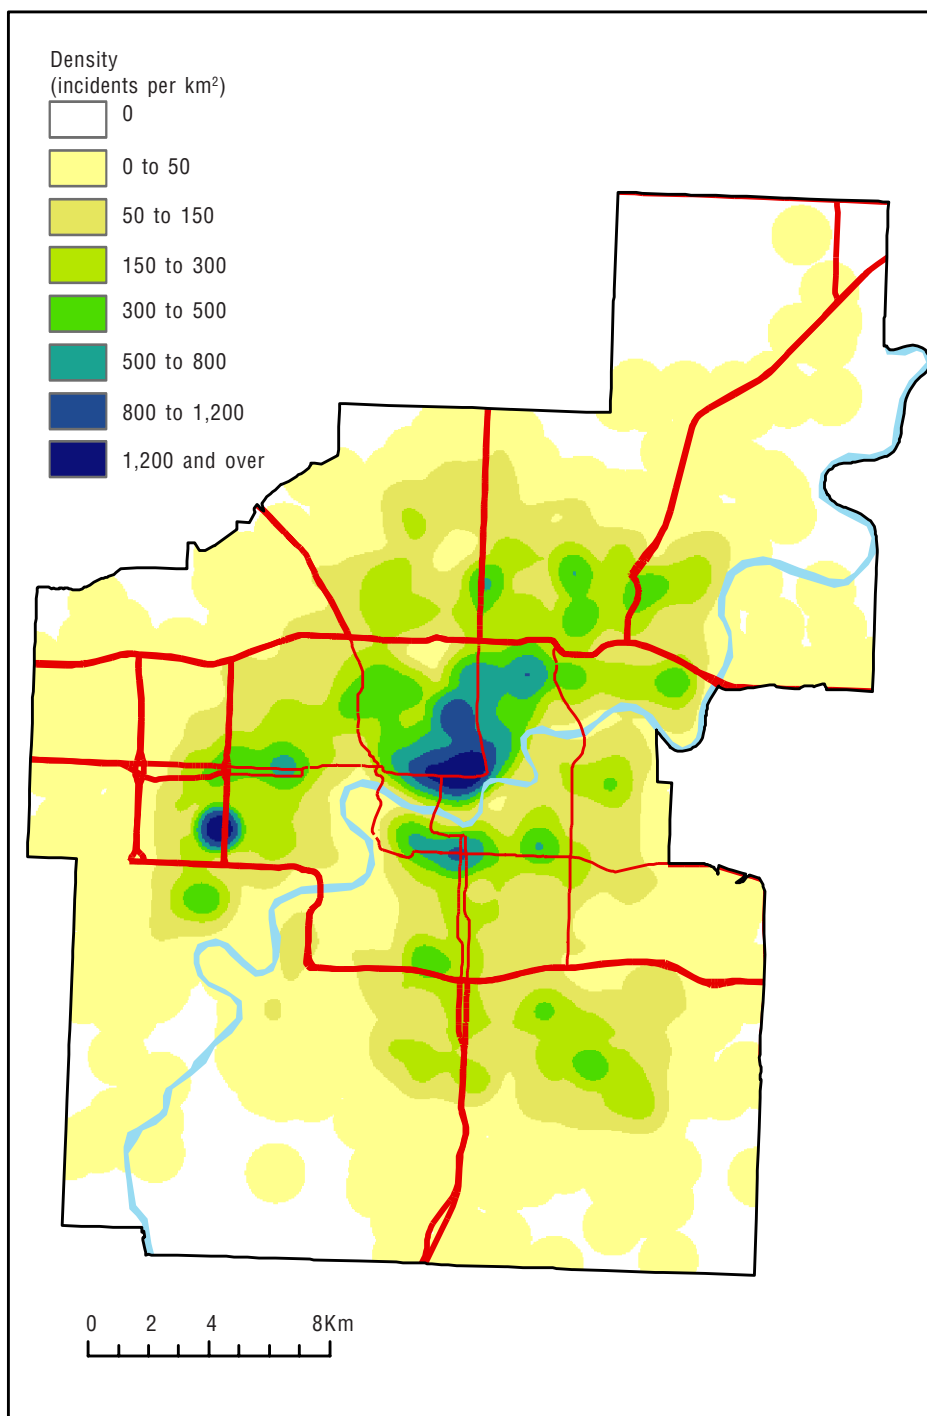 Density
(incidents per km²)
0
0 to 50
50 to 150
150 to 300
300 to 500
500 to 800
800 to 1,200
1,200 and over
0 2 4 8Km